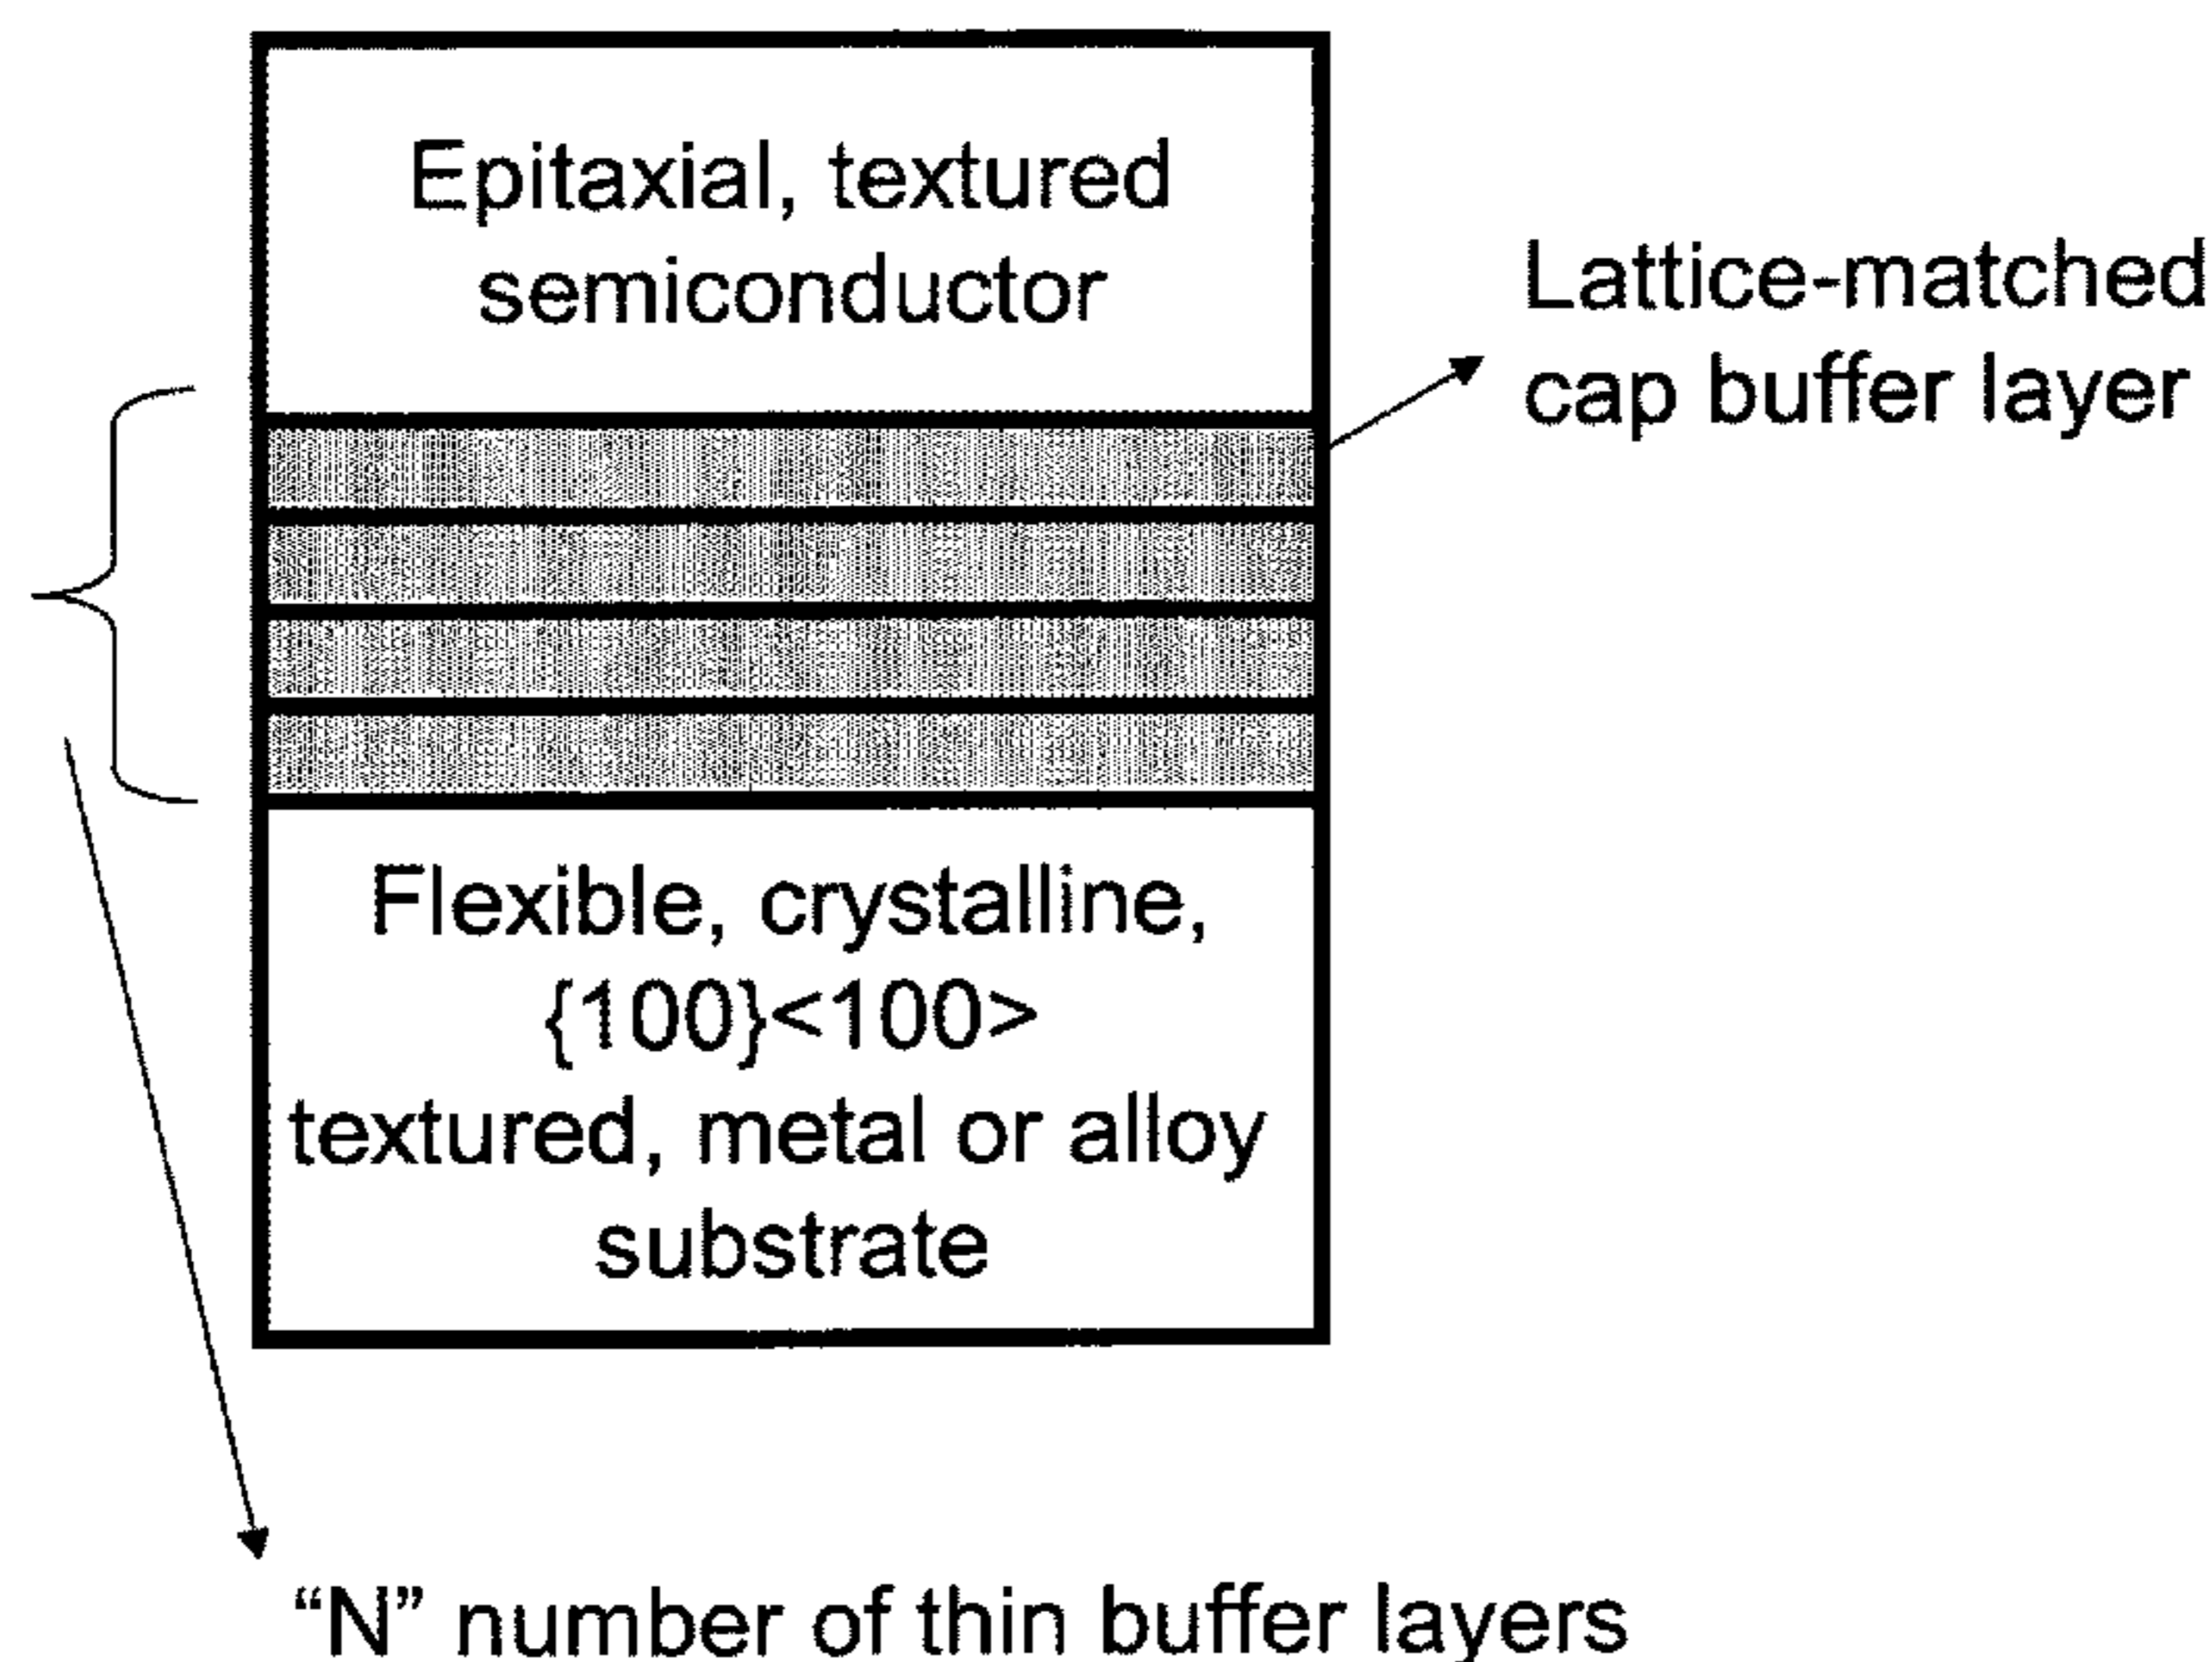 Epitaxial, textured
semiconductor
Lattice-matched
cap buffer layer
Flexible, crystalline,
{100}<100>
textured, metal or alloy
substrate
“N” number of thin buffer layers